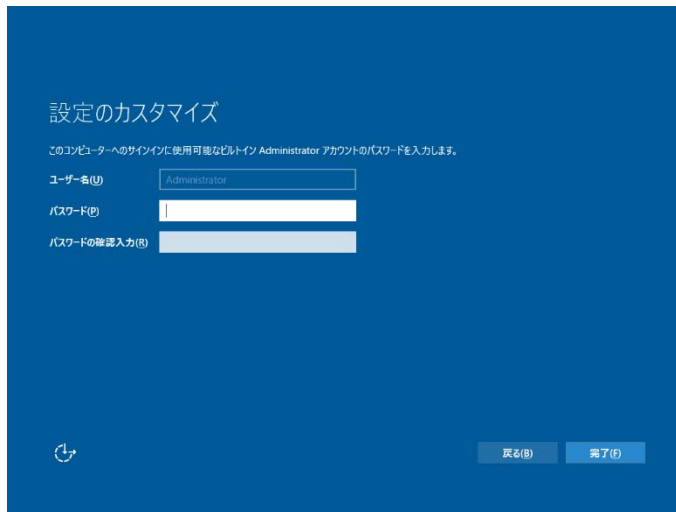 設定のカスタマイズ
このコンピューターへのサインインに使用可能なビルトイン Administrator アカウントのパスワードを入力します。
ユーザー名(U)
Administrator
パスワード(P)
パスワードの確認入力(R)
戻る(B)
完了(F)